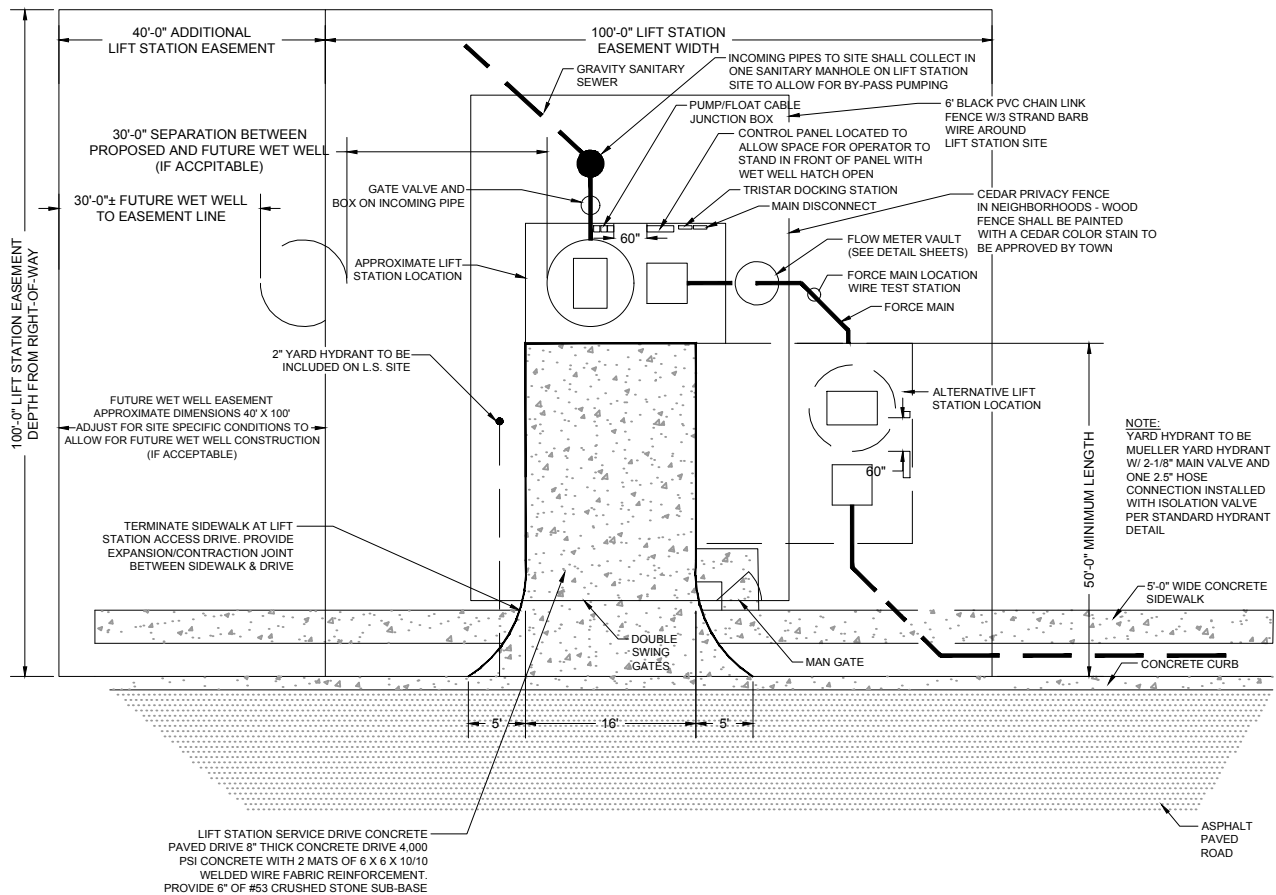 40'-0" ADDITIONAL
LIFT STATION EASEMENT
100'-0" LIFT STATION
EASEMENT WIDTH
INCOMING PIPES TO SITE SHALL COLLECT IN
ONE SANITARY MANHOLE ON LIFT STATION
SITE TO ALLOW FOR BY-PASS PUMPING
GRAVITY SANITARY
SEWER
PUMP/FLOAT CABLE
JUNCTION BOX
6' BLACK PVC CHAIN LINK
FENCE W/3 STRAND BARB
WIRE AROUND
LIFT STATION SITE
30'-0" SEPARATION BETWEEN
PROPOSED AND FUTURE WET WELL
(IF ACCPITABLE)
CONTROL PANEL LOCATED TO
ALLOW SPACE FOR OPERATOR TO
STAND IN FRONT OF PANEL WITH
WET WELL HATCH OPEN
TRISTAR DOCKING STATION
MAIN DISCONNECT
GATE VALVE AND
BOX ON INCOMING PIPE
30'-0"± FUTURE WET WELL
TO EASEMENT LINE
CEDAR PRIVACY FENCE
IN NEIGHBORHOODS - WOOD
FENCE SHALL BE PAINTED
WITH A CEDAR COLOR STAIN TO
BE APPROVED BY TOWN
60"
FLOW METER VAULT
(SEE DETAIL SHEETS)
APPROXIMATE LIFT
STATION LOCATION
FORCE MAIN LOCATION
WIRE TEST STATION
FORCE MAIN
100'-0" LIFT STATION EASEMENT
DEPTH FROM RIGHT-OF-WAY
2" YARD HYDRANT TO BE
INCLUDED ON L.S. SITE
ALTERNATIVE LIFT
STATION LOCATION
FUTURE WET WELL EASEMENT
APPROXIMATE DIMENSIONS 40' X 100'
ADJUST FOR SITE SPECIFIC CONDITIONS TO
ALLOW FOR FUTURE WET WELL CONSTRUCTION
(IF ACCEPTABLE)
60"
50'-0" MINIMUM LENGTH
NOTE:
YARD HYDRANT TO BE
MUELLER YARD HYDRANT
W/ 2-1/8" MAIN VALVE AND
ONE 2.5" HOSE
CONNECTION INSTALLED
WITH ISOLATION VALVE
PER STANDARD HYDRANT
DETAIL
TERMINATE SIDEWALK AT LIFT
STATION ACCESS DRIVE. PROVIDE
EXPANSION/CONTRACTION JOINT
BETWEEN SIDEWALK & DRIVE
5'-0" WIDE CONCRETE
SIDEWALK
DOUBLE
SWING
GATES
MAN GATE
CONCRETE CURB
5'
16'
5'
LIFT STATION SERVICE DRIVE CONCRETE
PAVED DRIVE 8" THICK CONCRETE DRIVE 4,000
PSI CONCRETE WITH 2 MATS OF 6 X 6 X 10/10
WELDED WIRE FABRIC REINFORCEMENT.
PROVIDE 6" OF #53 CRUSHED STONE SUB-BASE
ASPHALT
PAVED
ROAD